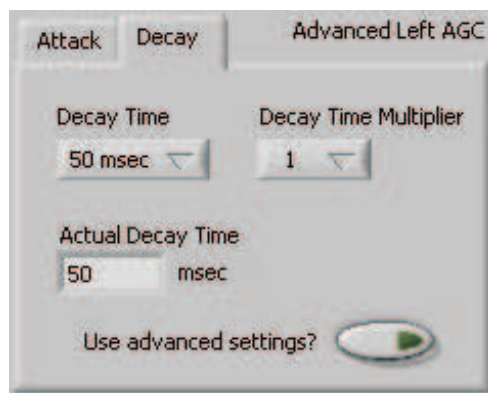 Attack Decay Advanced Left AGC
Decay Time Decay Time Multiplier
50 msec 1
Actual Decay Time
50 msec
Use advanced settings?